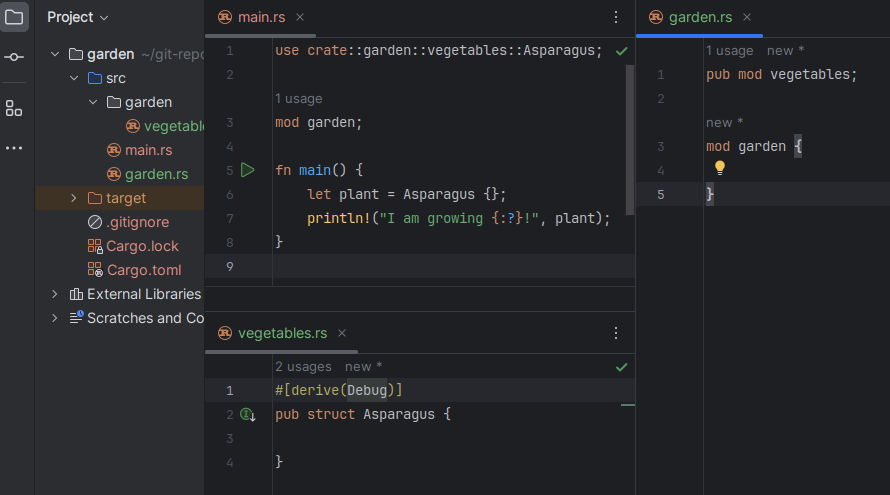 Project
garden ~/git-repo
src
garden
vegetable
main.rs
garden.rs
target
.gitignore
Cargo.lock
Cargo.toml
External Libraries
Scratches and Co
main.rs
1 use crate::garden::vegetables::Asparagus;
2
1 usage
3 mod garden;
4
5 fn main() {
6 let plant = Asparagus {};
7 println!("I am growing {:?}!", plant);
8 }
9
vegetables.rs
2 usages new *
1 #[derive(Debug)]
2 pub struct Asparagus {
3
4 }
garden.rs
1 usage new *
1 pub mod vegetables;
2
new *
3 mod garden {
4
5 }